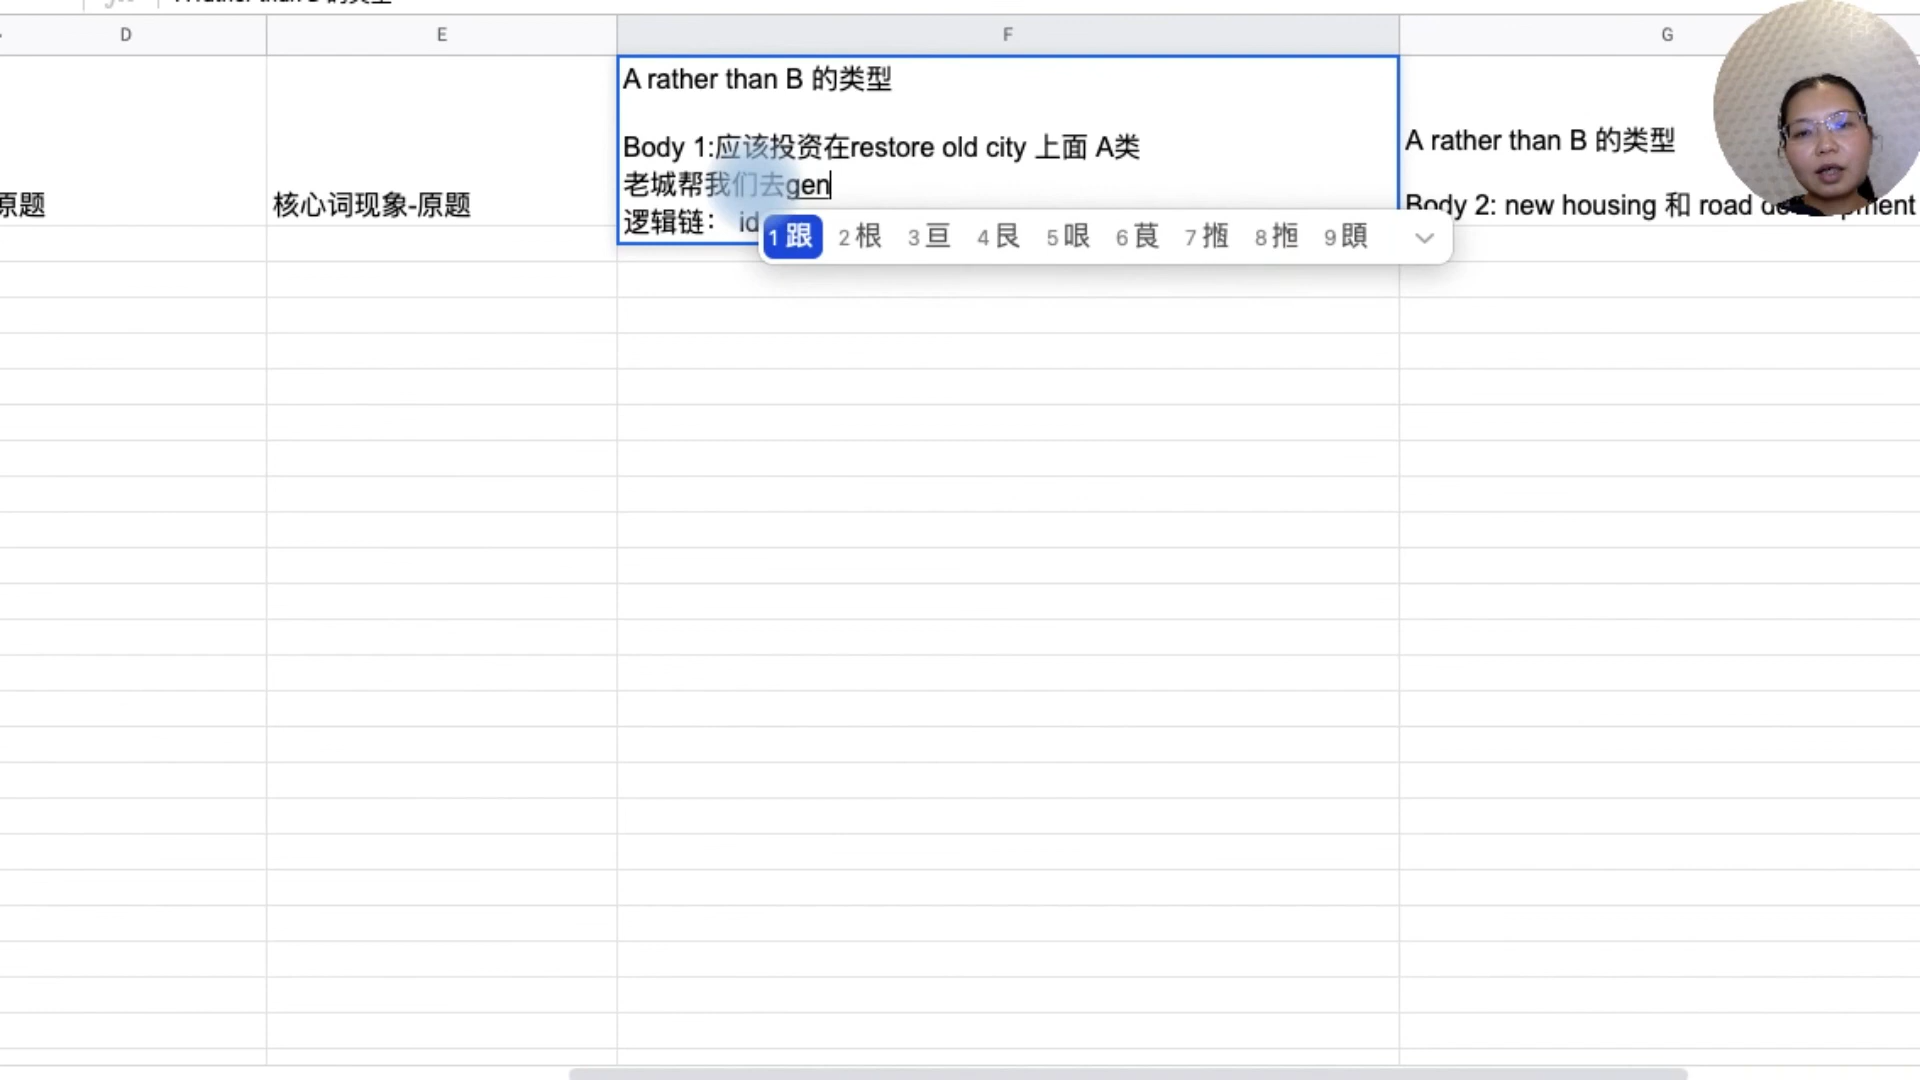 D
E
F
G
A rather than B 的类型
Body 1:应该投资在restore old city 上面 A类
老城帮我们去gen
逻辑链： id
原题
核心词现象-原题
A rather than B 的类型
Body 2: new housing 和 road
1 跟 2 根 3 亘 4 艮 5 哏 6 茛 7 揯 8 搄 9 頣